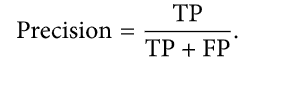 Precision = TP / TP + FP.